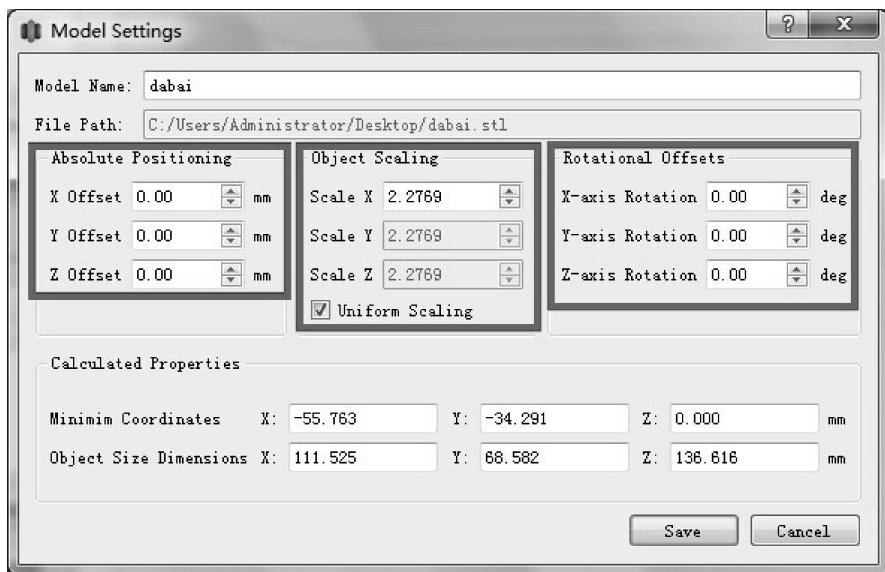 Model Settings
Model Name: dabai
File Path: C:/Users/Administrator/Desktop/dabai.stl
Absolute Positioning Object Scaling Rotational Offsets
X Offset 0.00 mm Scale X 2.2769 X-axis Rotation 0.00 deg
Y Offset 0.00 mm Scale Y 2.2769 Y-axis Rotation 0.00 deg
Z Offset 0.00 mm Scale Z 2.2769 Z-axis Rotation 0.00 deg
Uniform Scaling
Calculated Properties
Minimim Coordinates X: -55.763 Y: -34.291 Z: 0.000 mm
Object Size Dimensions X: 111.525 Y: 68.582 Z: 136.616 mm
Save Cancel